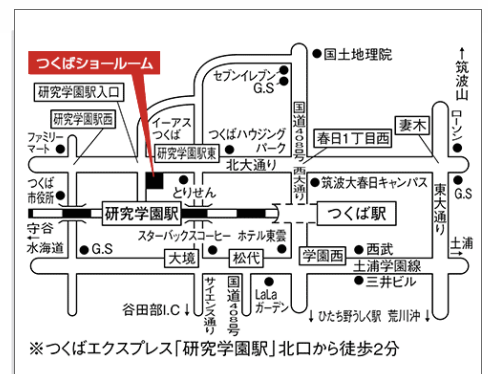 つくばショールーム
セブンイレブン
G.S
国土地理院
↑筑波山
研究学園駅入口
研究学園駅西
イーアス
つくば
国道408号
ファミリー
マート
研究学園駅東
つくばハウジング
パーク
春日1丁目西
妻木
ローソン
北大通り
西大通り
つくば
市役所
とりせん
筑波大春日キャンパス
東大通り
G.S
研究学園駅
つくば駅
守谷
←
水海道
G.S
スターバックスコーヒー
ホテル東雲
大境
松代
学園西
西武
土浦
→
土浦学園線
三井ビル
谷田部I.C↓
サイエンス通り
国道408号
LaLa
ガーデン
↓ひたち野うしく駅 荒川沖↓
※つくばエクスプレス「研究学園駅」北口から徒歩2分